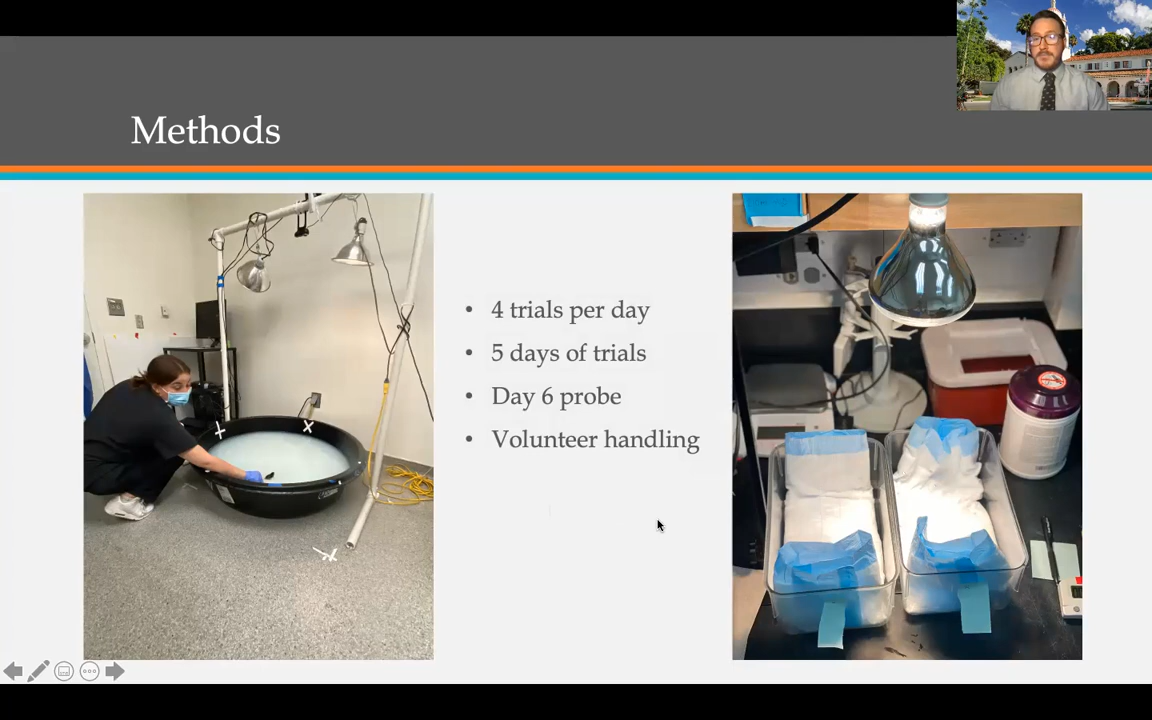 Methods
• 4 trials per day
• 5 days of trials
• Day 6 probe
• Volunteer handling